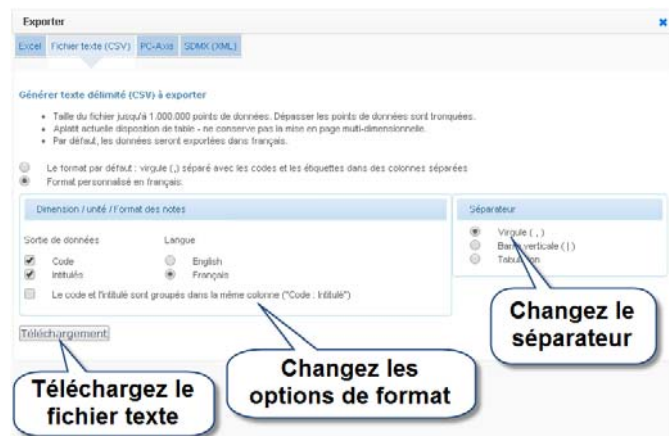 Exporter
Excel Fichier texte (CSV) PC-Axis SDMX (XML)
Générer texte délimité (CSV) à exporter
Taille du fichier jusqu'à 1.000.000 points de données. Dépasser les points de données sont tronquées.
Aplatit actuelle disposition de table - ne conserve pas la mise en page multi-dimensionnelle.
Par défaut, les données seront exportées dans français.
Le format par défaut : virgule (,) séparé avec les codes et les étiquettes dans des colonnes séparées
Format personnalisé en français:
Dimension / unité / Format des notes
Séparateur
Sortie de données Langue
Virgule ( , )
Code English
Barre verticale ( | )
Intitulés Français
Tabulation
Le code et l'intitulé sont groupés dans la même colonne ("Code : Intitulé")
Téléchargement
Changez le
séparateur
Changez les
options de format
Téléchargez le
fichier texte